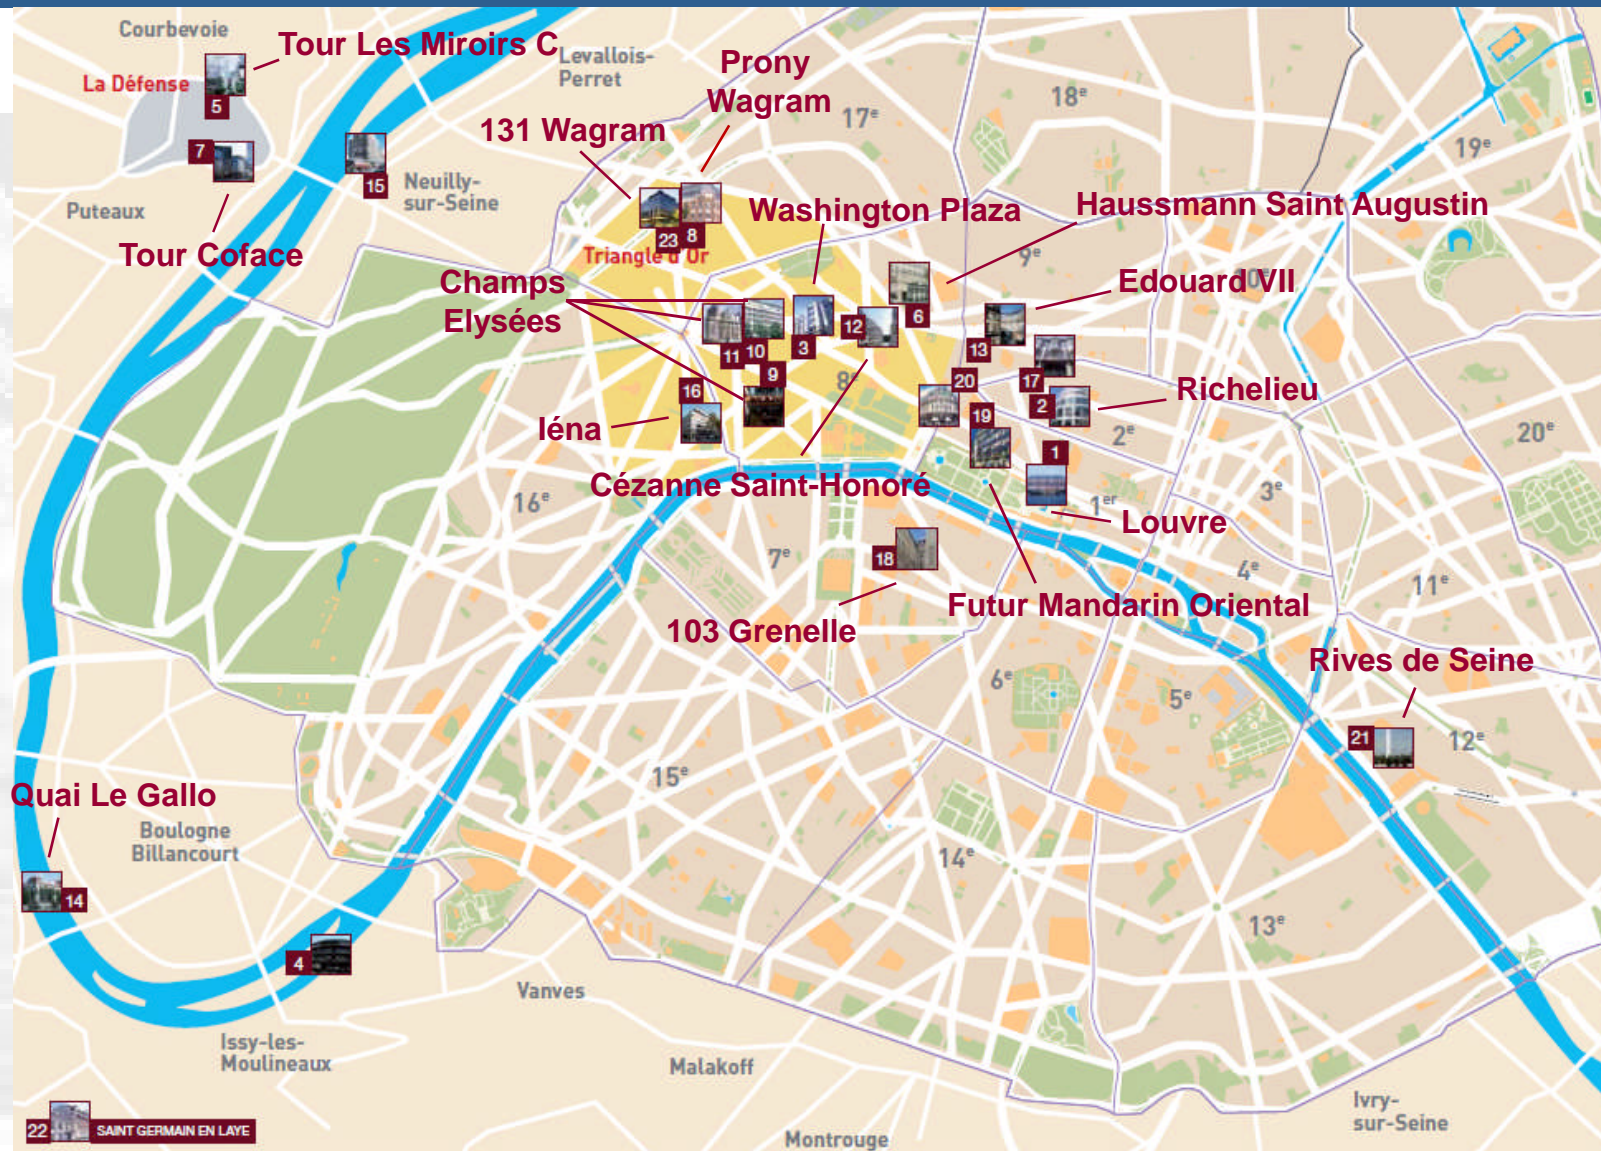 Courbevoie
Tour Les Miroirs C
Levallois-
Perret
Prony
Wagram
La Défense
5
18e
17e
131 Wagram
19e
7
15
Neuilly-
sur-Seine
Puteaux
Washington Plaza
Haussmann Saint Augustin
23
8
Tour Coface
Triangle d'Or
9e
10e
Champs
Elysées
Edouard VII
6
12
3
11
10
13
9
8e
17
20
16
2
Richelieu
19
Iéna
2e
20e
1
Cézanne Saint-Honoré
16e
3e
1er
Louvre
7e
18
4e
11e
Futur Mandarin Oriental
103 Grenelle
Rives de Seine
6e
5e
21
12e
15e
Quai Le Gallo
Boulogne
Billancourt
14e
14
13e
4
Vanves
Issy-les-
Moulineaux
Malakoff
Ivry-
sur-Seine
22
SAINT GERMAIN EN LAYE
Montrouge